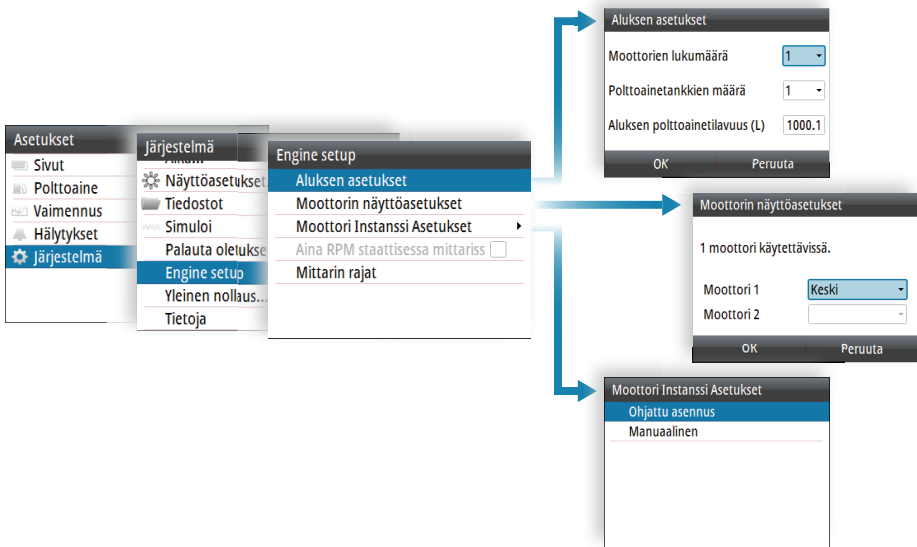 Asetukset
Sivut
Polttoaine
Vaimennus
Hälytykset
Järjestelmä
Järjestelmä
Näyttöasetukset
Tiedostot
Simuloi
Palauta oletukse
Engine setup
Yleinen nollaus...
Tietoja
Engine setup
Aluksen asetukset
Moottorin näyttöasetukset
Moottori Instanssi Asetukset
Aina RPM staattisessa mittariss
Mittarin rajat
Aluksen asetukset
Moottorien lukumäärä 1
Polttoainetankkien määrä 1
Aluksen polttoainetilavuus (L) 1000.1
OK Peruuta
Moottorin näyttöasetukset
1 moottori käytettävissä.
Moottori 1 Keski
Moottori 2
OK Peruuta
Moottori Instanssi Asetukset
Ohjattu asennus
Manuaalinen